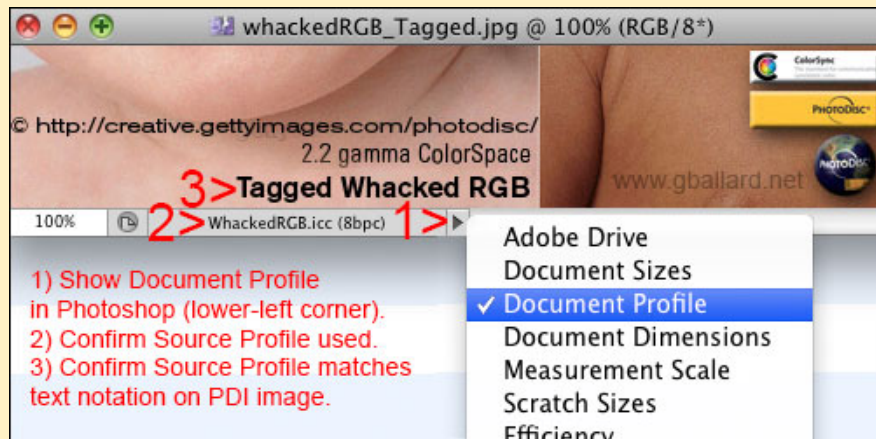 whackedRGB_Tagged.jpg @ 100% (RGB/8*)
ColorSync
PHOTODISC
© http://creative.gettyimages.com/photodisc/
2.2 gamma ColorSpace
PHOTODISC
3>Tagged Whacked RGB
www.gballard.net
100%
2>WhackedRGB.icc (8bpc)
1>
Adobe Drive
Document Sizes
✓ Document Profile
Document Dimensions
Measurement Scale
Scratch Sizes
Efficiency
1) Show Document Profile
in Photoshop (lower-left corner).
2) Confirm Source Profile used.
3) Confirm Source Profile matches
text notation on PDI image.